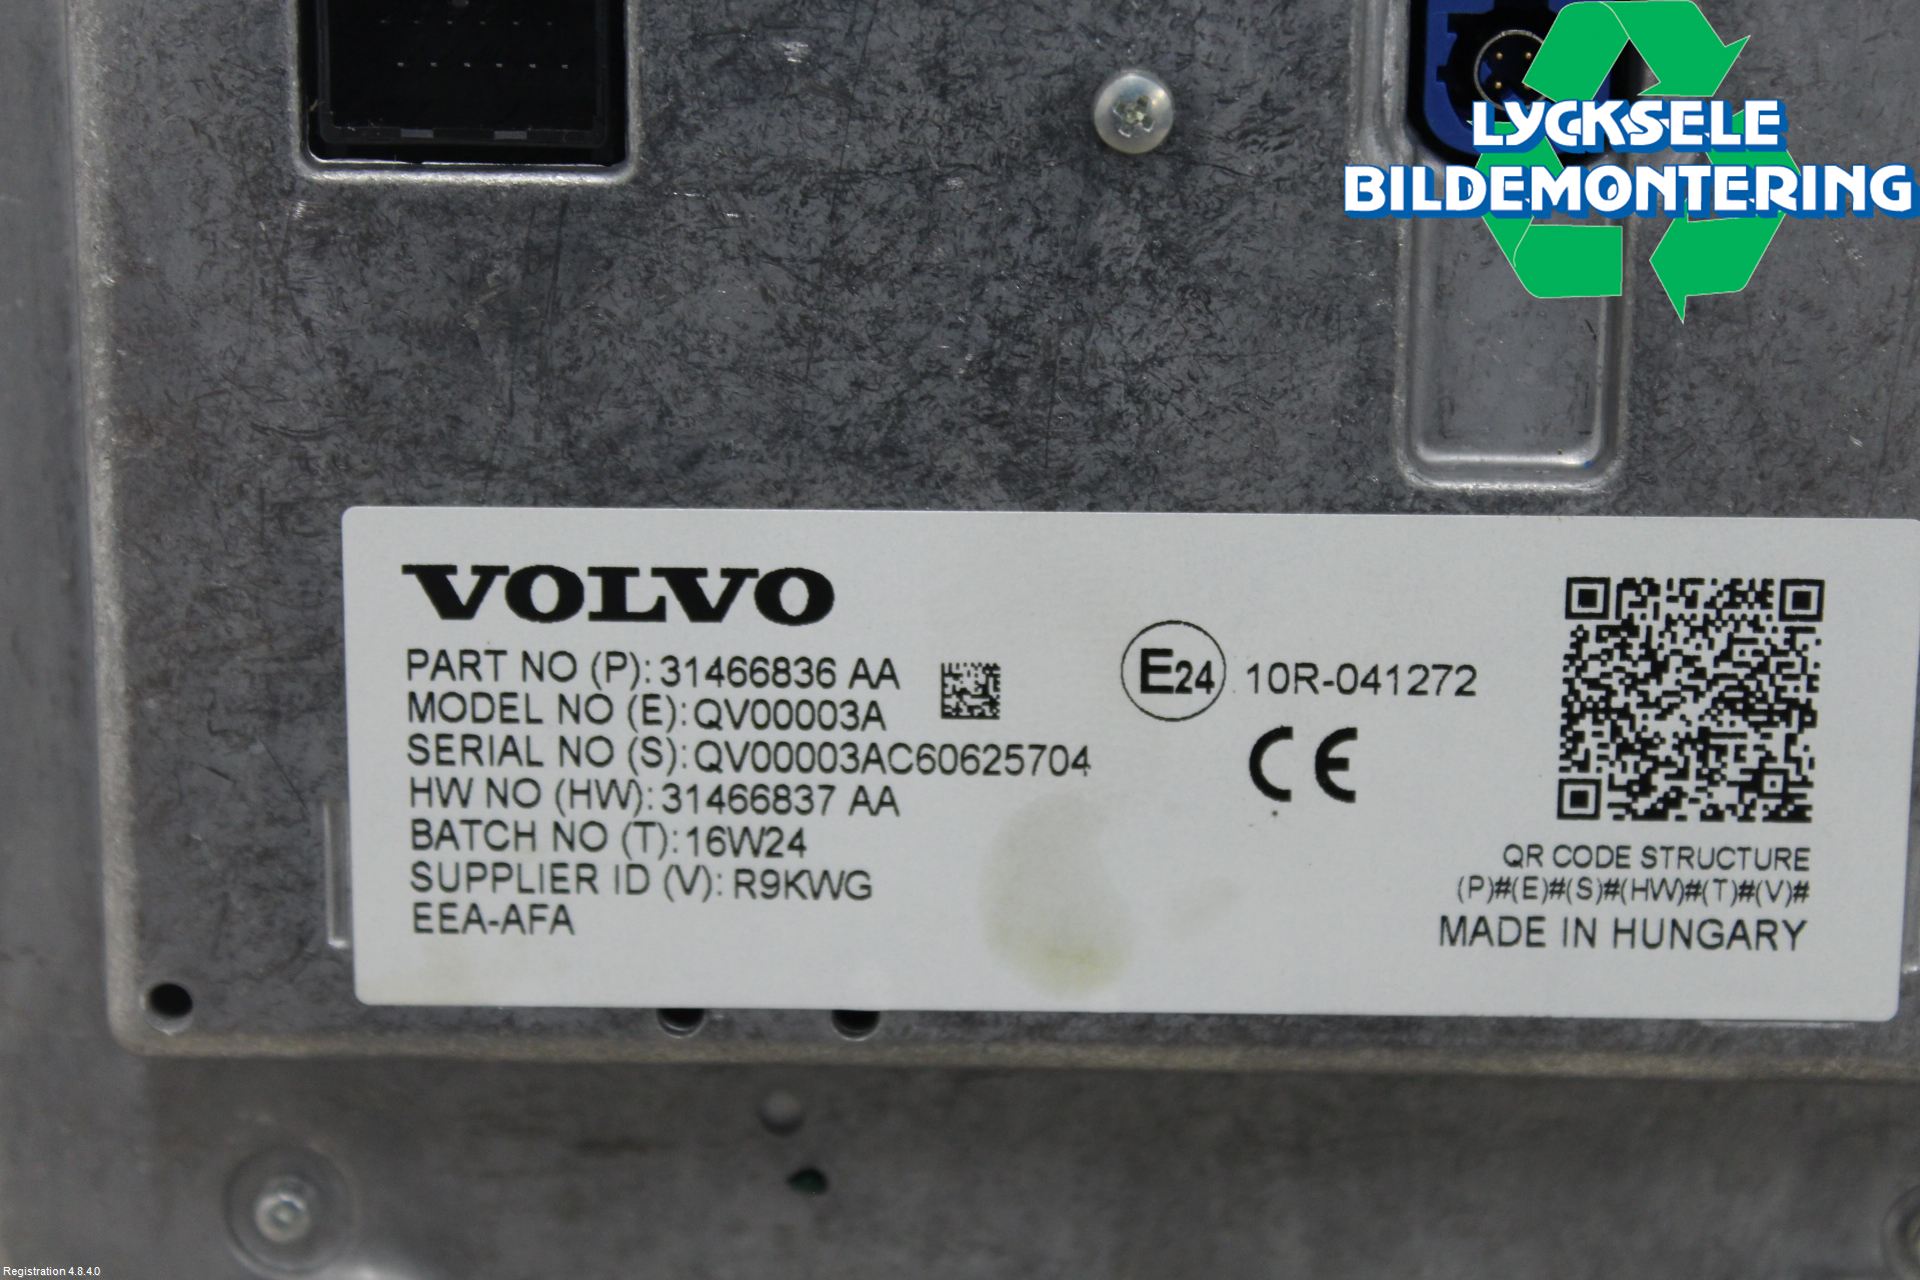 LYCKSELE
BILDEMONTERING
VOLVO
PART NO (P): 31466836 AA
MODEL NO (E): QV00003A
SERIAL NO (S): QV00003AC60625704
HW NO (HW): 31466837 AA
BATCH NO (T): 16W24
SUPPLIER ID (V): R9KWG
EEA-AFA
E24 10R-041272
CE
QR CODE STRUCTURE
(P)#(E)#(S)#(HW)#(T)#(V)#
MADE IN HUNGARY
Registration 4.8.4.0